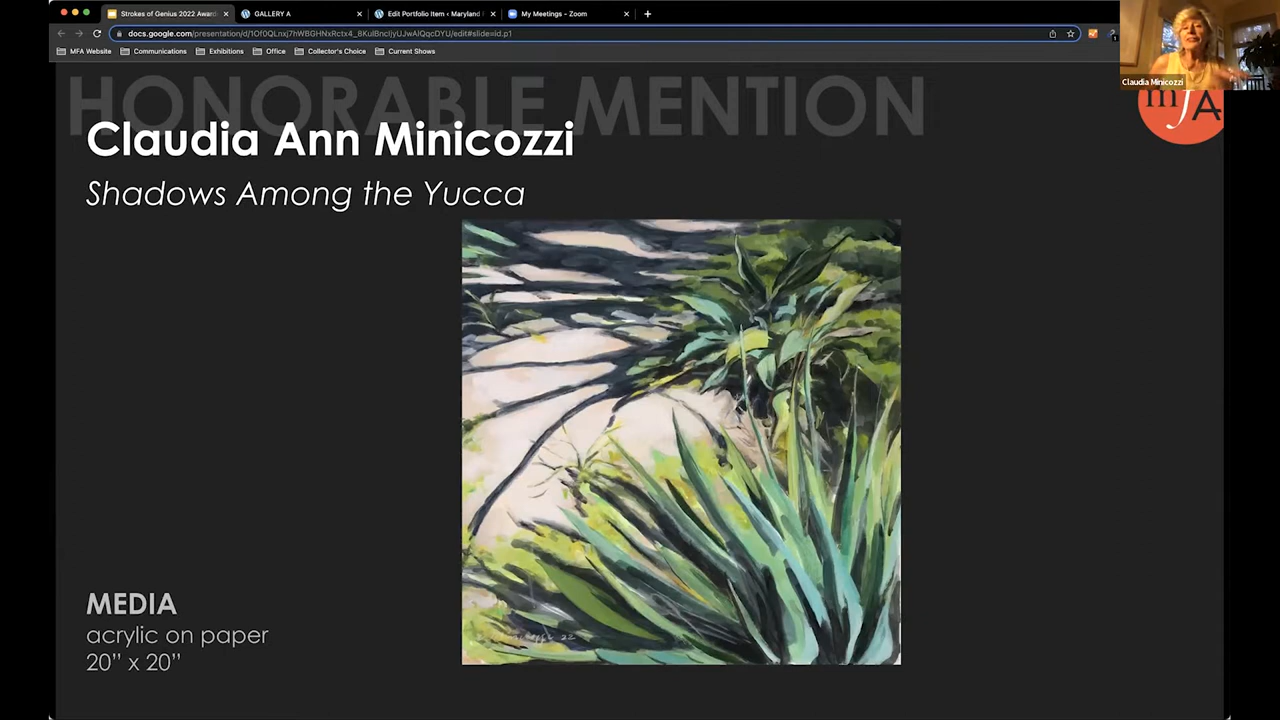 Strokes of Genius 2022 Award
GALLERY A
Edit Portfolio Item ‹ Maryland
My Meetings - Zoom
MFA Website
Communications
Exhibitions
Office
Collector's Choice
Current Shows
Claudia Minicozzi
mfA
HONORABLE MENTION
Claudia Ann Minicozzi
Shadows Among the Yucca
MEDIA
acrylic on paper
20” x 20”